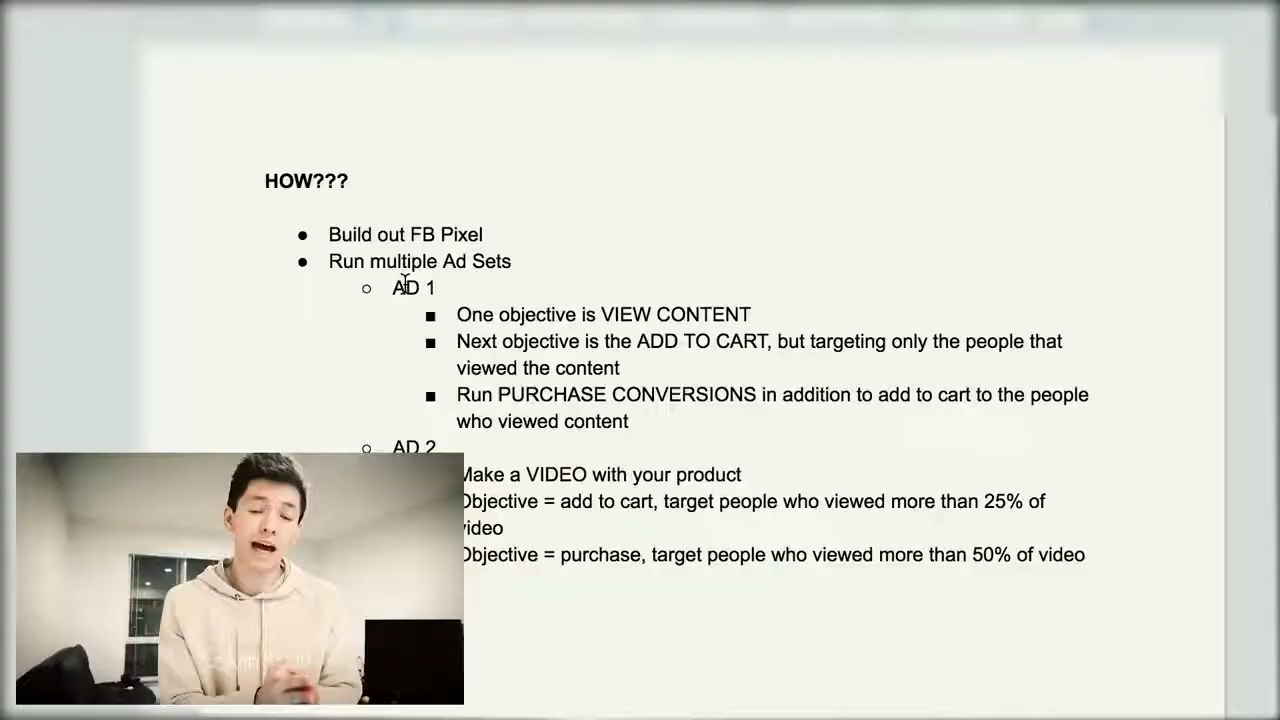 HOW???
Build out FB Pixel
Run multiple Ad Sets
AD 1
One objective is VIEW CONTENT
Next objective is the ADD TO CART, but targeting only the people that
viewed the content
Run PURCHASE CONVERSIONS in addition to add to cart to the people
who viewed content
AD 2
Make a VIDEO with your product
Objective = add to cart, target people who viewed more than 25% of
video
Objective = purchase, target people who viewed more than 50% of video